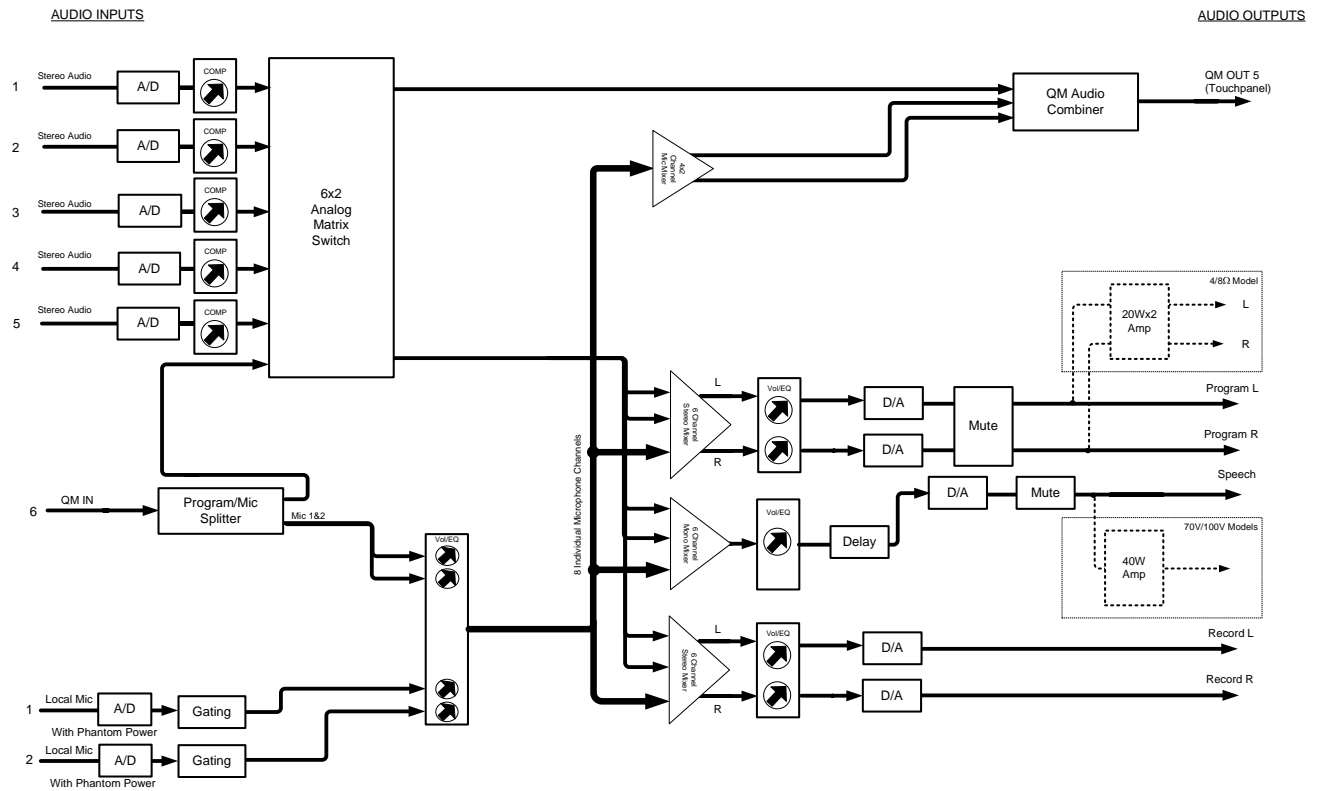 AUDIO INPUTS
AUDIO OUTPUTS
1
Stereo Audio
A/D
COMP
2
Stereo Audio
A/D
COMP
3
Stereo Audio
A/D
COMP
4
Stereo Audio
A/D
COMP
5
Stereo Audio
A/D
COMP
6x2
Analog
Matrix
Switch
QM Audio
Combiner
QM OUT 5
(Touchpanel)
4x2
Channel
Mic Mixer
4/8Ω Model
20Wx2
Amp
L
R
L
6 Channel
Stereo Mixer
R
Vol/EQ
D/A
D/A
Mute
Program L
Program R
6
QM IN
Program/Mic
Splitter
Mic 1&2
Vol/EQ
8 Individual Microphone Channels
6 Channel
Mono Mixer
Vol/EQ
Delay
D/A
Mute
Speech
70V/100V Models
40W
Amp
L
6 Channel
Stereo Mixer
R
Vol/EQ
D/A
D/A
Record L
Record R
1
Local Mic
With Phantom Power
A/D
Gating
2
Local Mic
With Phantom Power
A/D
Gating